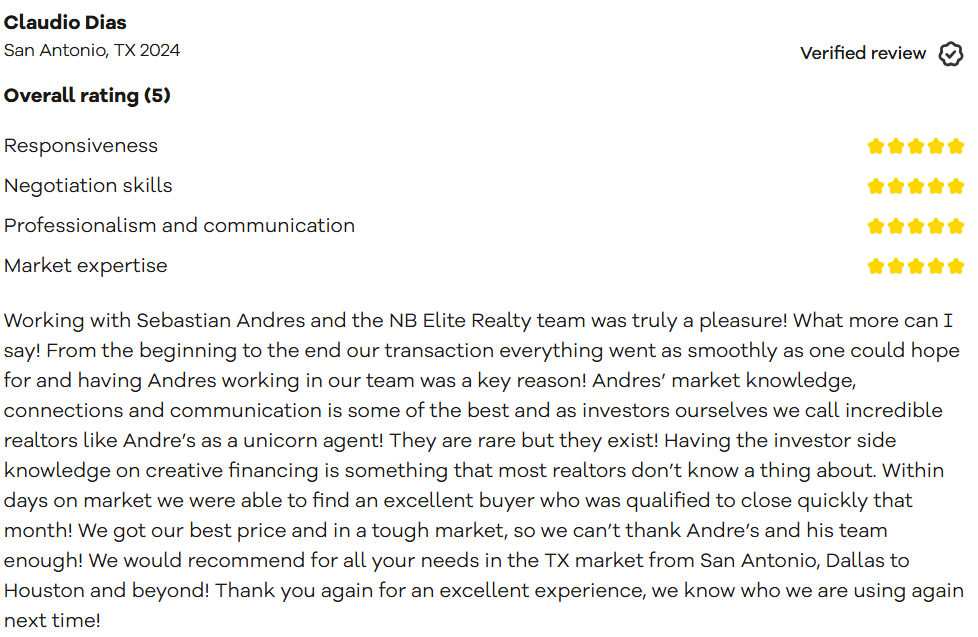 Claudio Dias
San Antonio, TX 2024
Verified review
Overall rating (5)
Responsiveness
Negotiation skills
Professionalism and communication
Market expertise
Working with Sebastian Andres and the NB Elite Realty team was truly a pleasure! What more can I
say! From the beginning to the end our transaction everything went as smoothly as one could hope
for and having Andres working in our team was a key reason! Andres’ market knowledge,
connections and communication is some of the best and as investors ourselves we call incredible
realtors like Andre’s as a unicorn agent! They are rare but they exist! Having the investor side
knowledge on creative financing is something that most realtors don’t know a thing about. Within
days on market we were able to find an excellent buyer who was qualified to close quickly that
month! We got our best price and in a tough market, so we can’t thank Andre’s and his team
enough! We would recommend for all your needs in the TX market from San Antonio, Dallas to
Houston and beyond! Thank you again for an excellent experience, we know who we are using again
next time!